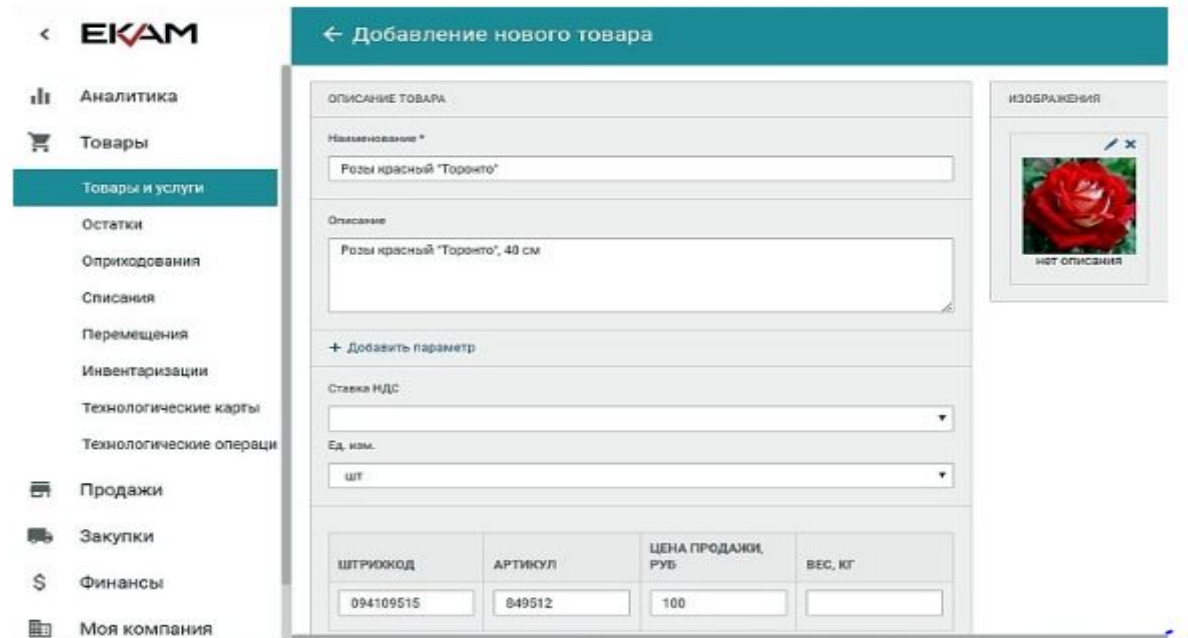 ЕКАМ
Аналитика
Товары
Товары и услуги
Остатки
Оприходования
Списания
Перемещения
Инвентаризации
Технологические карты
Технологические операци
Продажи
Закупки
Финансы
Моя компания
← Добавление нового товара
ОПИСАНИЕ ТОВАРА
Наименование *
Розы красный "Торонто"
Описание
Розы красный "Торонто", 40 см
+ Добавить параметр
Ставка НДС
Ед. изм.
шт
ШТРИХКОД АРТИКУЛ ЦЕНА ПРОДАЖИ, РУБ ВЕС, КГ
094109515 849512 100
ИЗОБРАЖЕНИЯ
нет описания